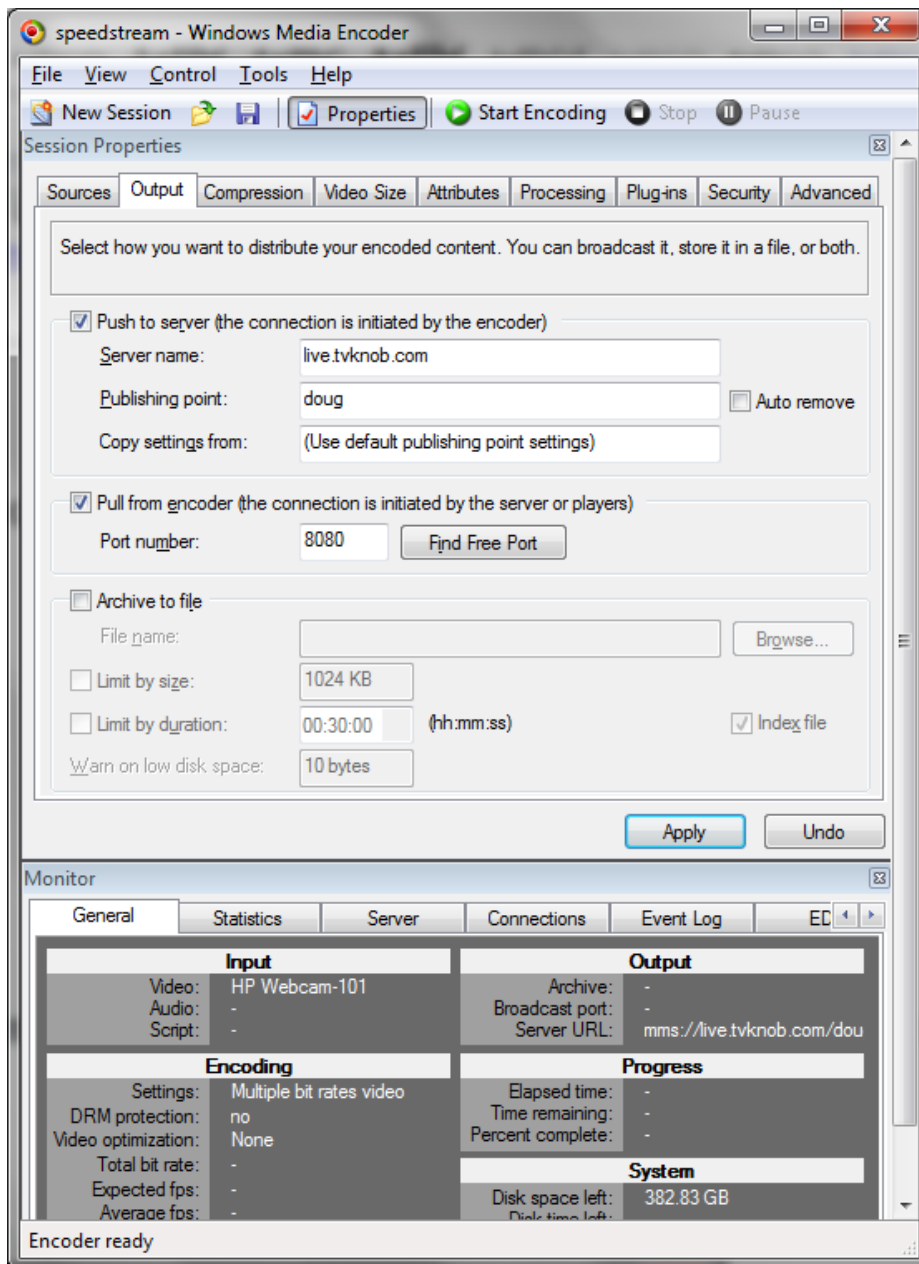 speedstream - Windows Media Encoder
File View Control Tools Help
New Session Properties Start Encoding Stop Pause
Session Properties
Sources Output Compression Video Size Attributes Processing Plug-ins Security Advanced
Select how you want to distribute your encoded content. You can broadcast it, store it in a file, or both.
Push to server (the connection is initiated by the encoder)
Server name: live.tvknob.com
Publishing point: doug Auto remove
Copy settings from: (Use default publishing point settings)
Pull from encoder (the connection is initiated by the server or players)
Port number: 8080 Find Free Port
Archive to file
File name: Browse...
Limit by size: 1024 KB
Limit by duration: 00:30:00 (hh:mm:ss) Index file
Warn on low disk space: 10 bytes
Apply Undo
Monitor
General Statistics Server Connections Event Log ED
Input
Video: HP Webcam-101
Audio: -
Script: -
Output
Archive: -
Broadcast port: -
Server URL: mms://live.tvknob.com/dou
Encoding
Settings: Multiple bit rates video
DRM protection: no
Video optimization: None
Total bit rate: -
Expected fps: -
Average fps: -
Progress
Elapsed time: -
Time remaining: -
Percent complete: -
System
Disk space left: 382.83 GB
Disk time left:
Encoder ready